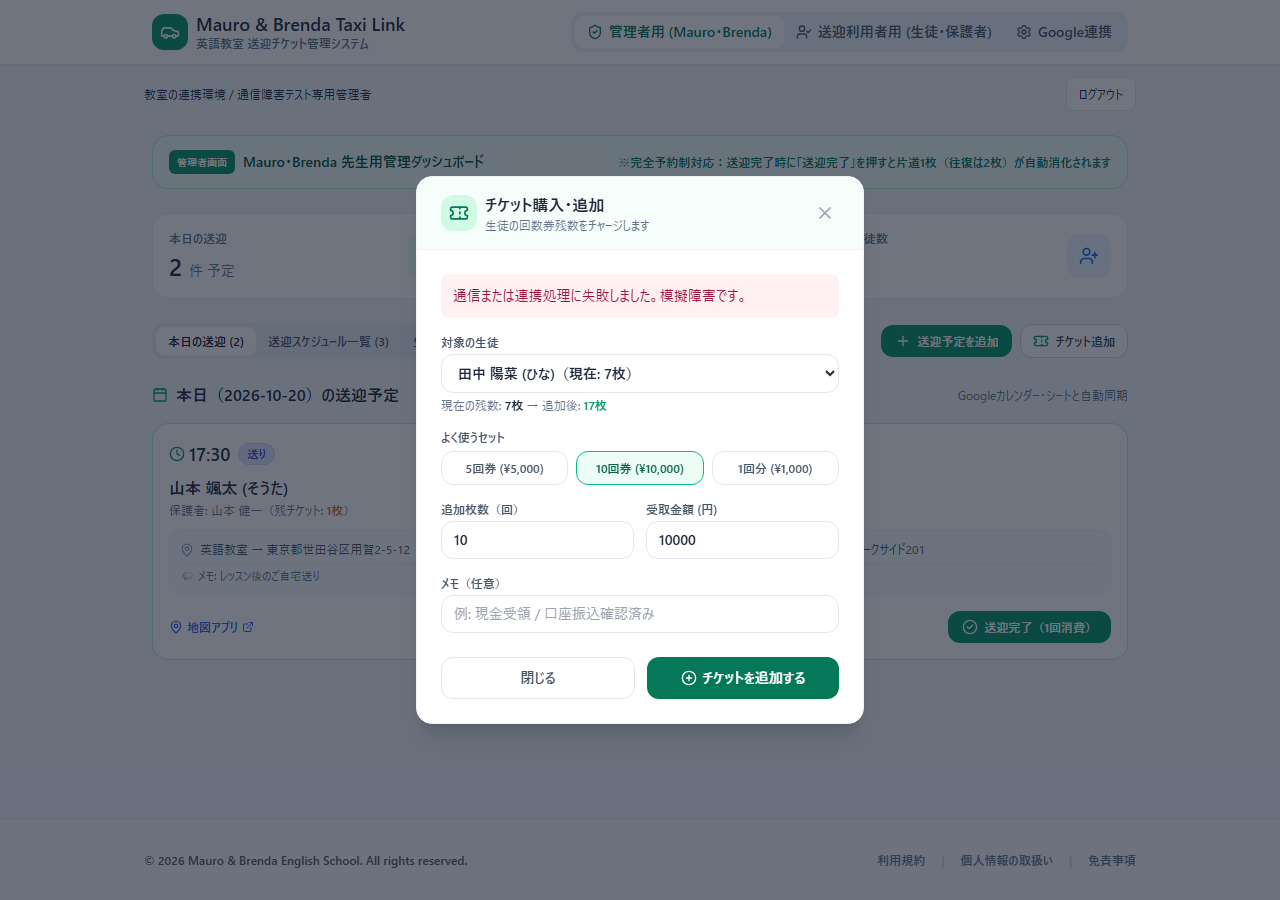 Mauro & Brenda Taxi Link
英語教室 送迎チケット管理システム
管理者用 (Mauro・Brenda)
送迎利用者用 (生徒・保護者)
Google連携
教室の連携環境 / 通信障害テスト専用管理者
ログアウト
管理者画面
Mauro・Brenda 先生用管理ダッシュボード
※完全予約制対応：送迎完了時に「送迎完了」を押すと片道1枚（往復は2枚）が自動消化されます
本日の送迎
2 件 予定
徒数
チケット購入・追加
生徒の回数券残数をチャージします
通信または連携処理に失敗しました。模擬障害です。
対象の生徒
田中 陽菜 (ひな)（現在: 7枚）
現在の残数: 7枚 → 追加後: 17枚
よく使うセット
5回券 (¥5,000)
10回券 (¥10,000)
1回分 (¥1,000)
追加枚数（回）
受取金額 (円)
10
10000
メモ（任意）
例: 現金受領 / 口座振込確認済み
閉じる
チケットを追加する
本日の送迎 (2)
送迎スケジュール一覧 (3)
送迎予定を追加
チケット追加
本日（2026-10-20）の送迎予定
Googleカレンダー・シートと自動同期
17:30 送り
山本 颯太 (そうた)
保護者: 山本 健一（残チケット: 1枚）
英語教室 → 東京都世田谷区用賀2-5-12
ークサイド201
メモ: レッスン後のご自宅送り
地図アプリ
送迎完了（1回消費）
© 2026 Mauro & Brenda English School. All rights reserved.
利用規約 | 個人情報の取扱い | 免責事項